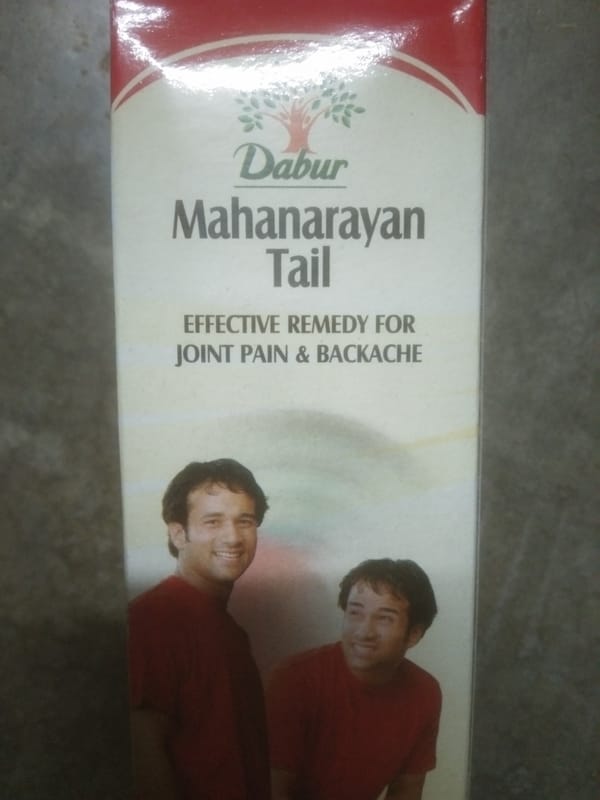 Dabur
Mahanarayan
Tail
EFFECTIVE REMEDY FOR
JOINT PAIN & BACKACHE